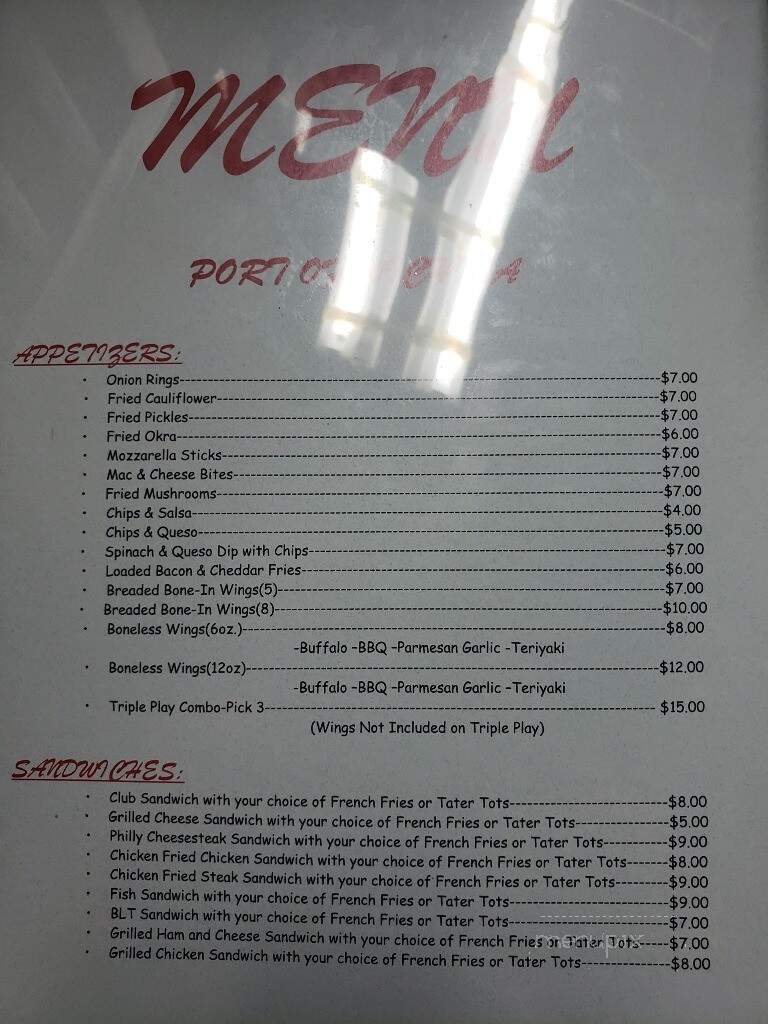 MENU
PORT OF
APPETIZERS:
· Onion Rings------------------------------$7.00
· Fried Cauliflower------------------------------$7.00
· Fried Pickles------------------------------$7.00
· Fried Okra------------------------------$6.00
· Mozzarella Sticks------------------------------$7.00
· Mac & Cheese Bites------------------------------$7.00
· Fried Mushrooms------------------------------$7.00
· Chips & Salsa------------------------------$4.00
· Chips & Queso------------------------------$5.00
· Spinach & Queso Dip with Chips------------------------------$7.00
· Loaded Bacon & Cheddar Fries------------------------------$6.00
· Breaded Bone-In Wings(5)------------------------------$7.00
· Breaded Bone-In Wings(8)------------------------------$10.00
· Boneless Wings(6oz.)------------------------------$8.00
-Buffalo -BBQ -Parmesan Garlic -Teriyaki
· Boneless Wings(12oz)------------------------------$12.00
-Buffalo -BBQ -Parmesan Garlic -Teriyaki
· Triple Play Combo-Pick 3------------------------------ $15.00
(Wings Not Included on Triple Play)
SANDWICHES:
· Club Sandwich with your choice of French Fries or Tater Tots--------------------$8.00
· Grilled Cheese Sandwich with your choice of French Fries or Tater Tots-----------$5.00
· Philly Cheesesteak Sandwich with your choice of French Fries or Tater Tots--------$9.00
· Chicken Fried Chicken Sandwich with your choice of French Fries or Tater Tots-------$8.00
· Chicken Fried Steak Sandwich with your choice of French Fries or Tater Tots---------$9.00
· Fish Sandwich with your choice of French Fries or Tater Tots--------------------$9.00
· BLT Sandwich with your choice of French Fries or Tater Tots--------------------$7.00
· Grilled Ham and Cheese Sandwich with your choice of French Fries or Tater Tots-----$7.00
· Grilled Chicken Sandwich with your choice of French Fries or Tater Tots-----------$8.00
menupix